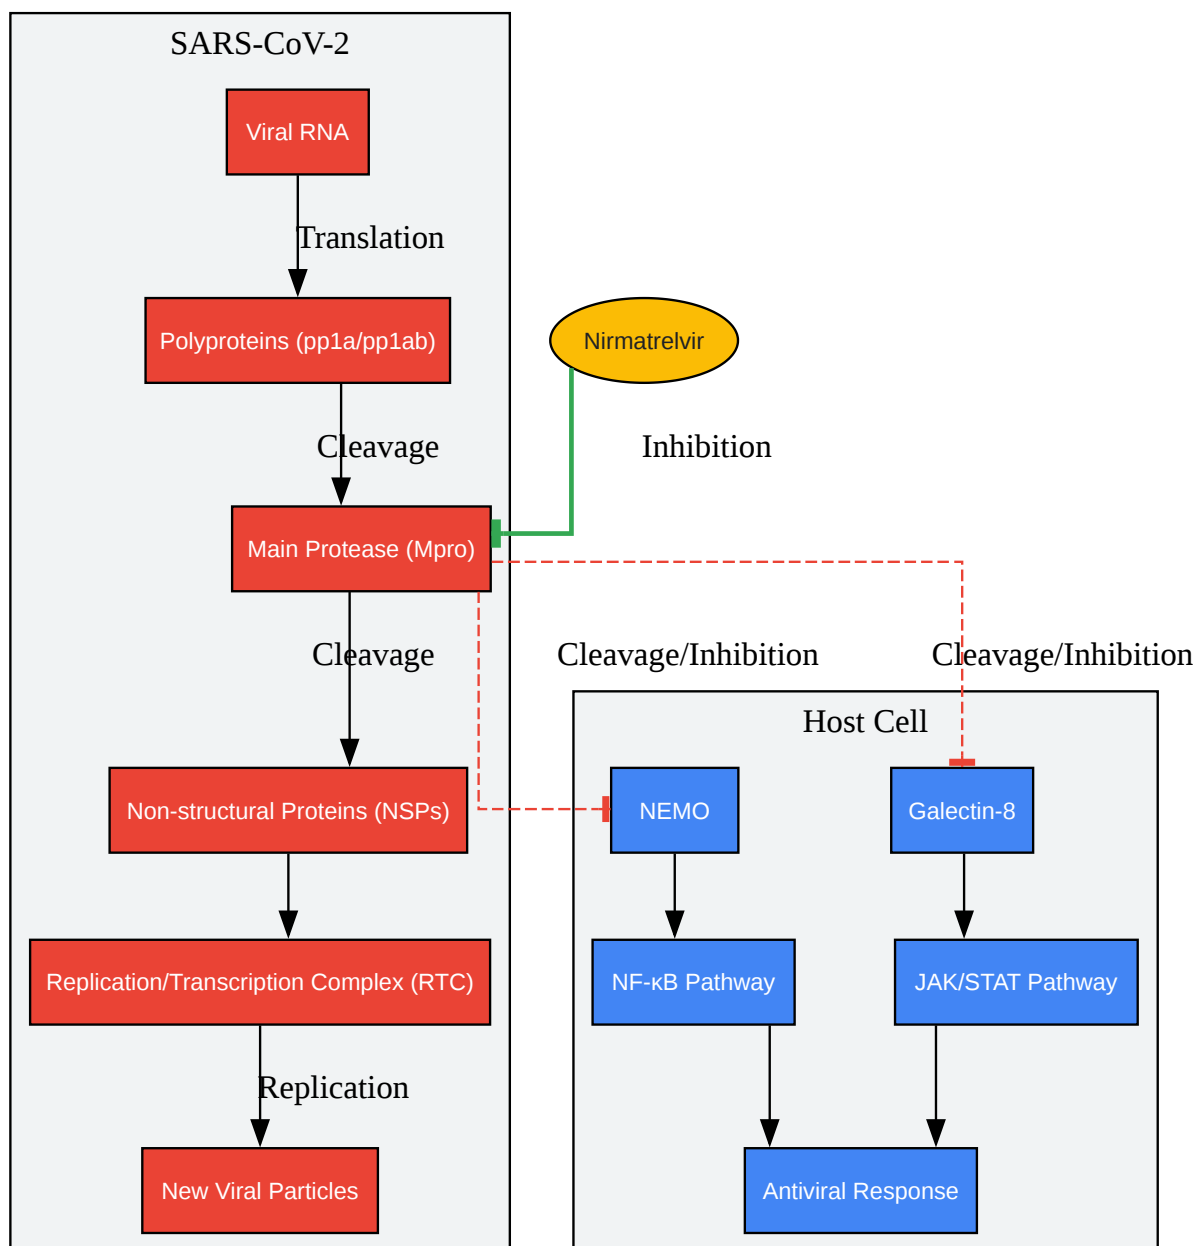 SARS-CoV-2
Viral RNA
Translation
Polyproteins (pp1a/pp1ab)
Nirmatrelvir
Cleavage
Inhibition
Main Protease (Mpro)
Cleavage
Cleavage/Inhibition
Cleavage/Inhibition
Host Cell
Non-structural Proteins (NSPs)
NEMO
Galectin-8
Replication/Transcription Complex (RTC)
NF-κB Pathway
JAK/STAT Pathway
Replication
New Viral Particles
Antiviral Response